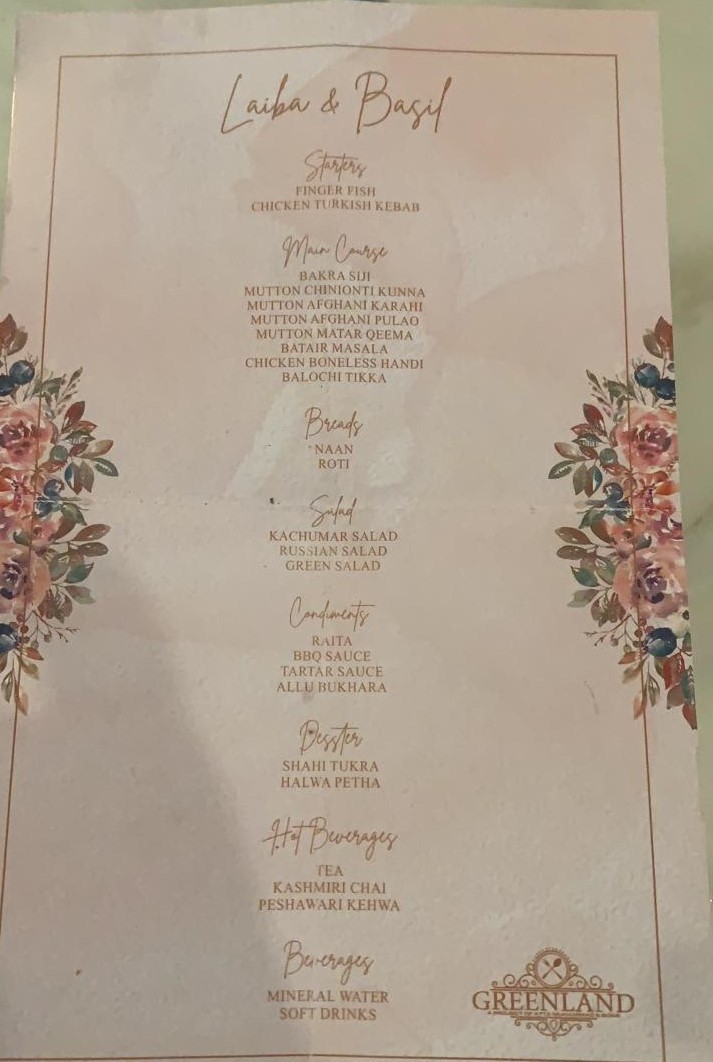 Laiba & Basil
Starters
FINGER FISH
CHICKEN TURKISH KEBAB
Main Course
BAKRA SIJI
MUTTON CHINIONTI KUNNA
MUTTON AFGHANI KARAHI
MUTTON AFGHANI PULAO
MUTTON MATAR QEEMA
BATAIR MASALA
CHICKEN BONELESS HANDI
BALOCHI TIKKA
Breads
NAAN
ROTI
Salad
KACHUMAR SALAD
RUSSIAN SALAD
GREEN SALAD
Condiments
RAITA
BBQ SAUCE
TARTAR SAUCE
ALLU BUKHARA
Desster
SHAHI TUKRA
HALWA PETHA
Hot Beverages
TEA
KASHMIRI CHAI
PESHAWARI KEHWA
Beverages
MINERAL WATER
SOFT DRINKS
GREENLAND
A PROJECT OF